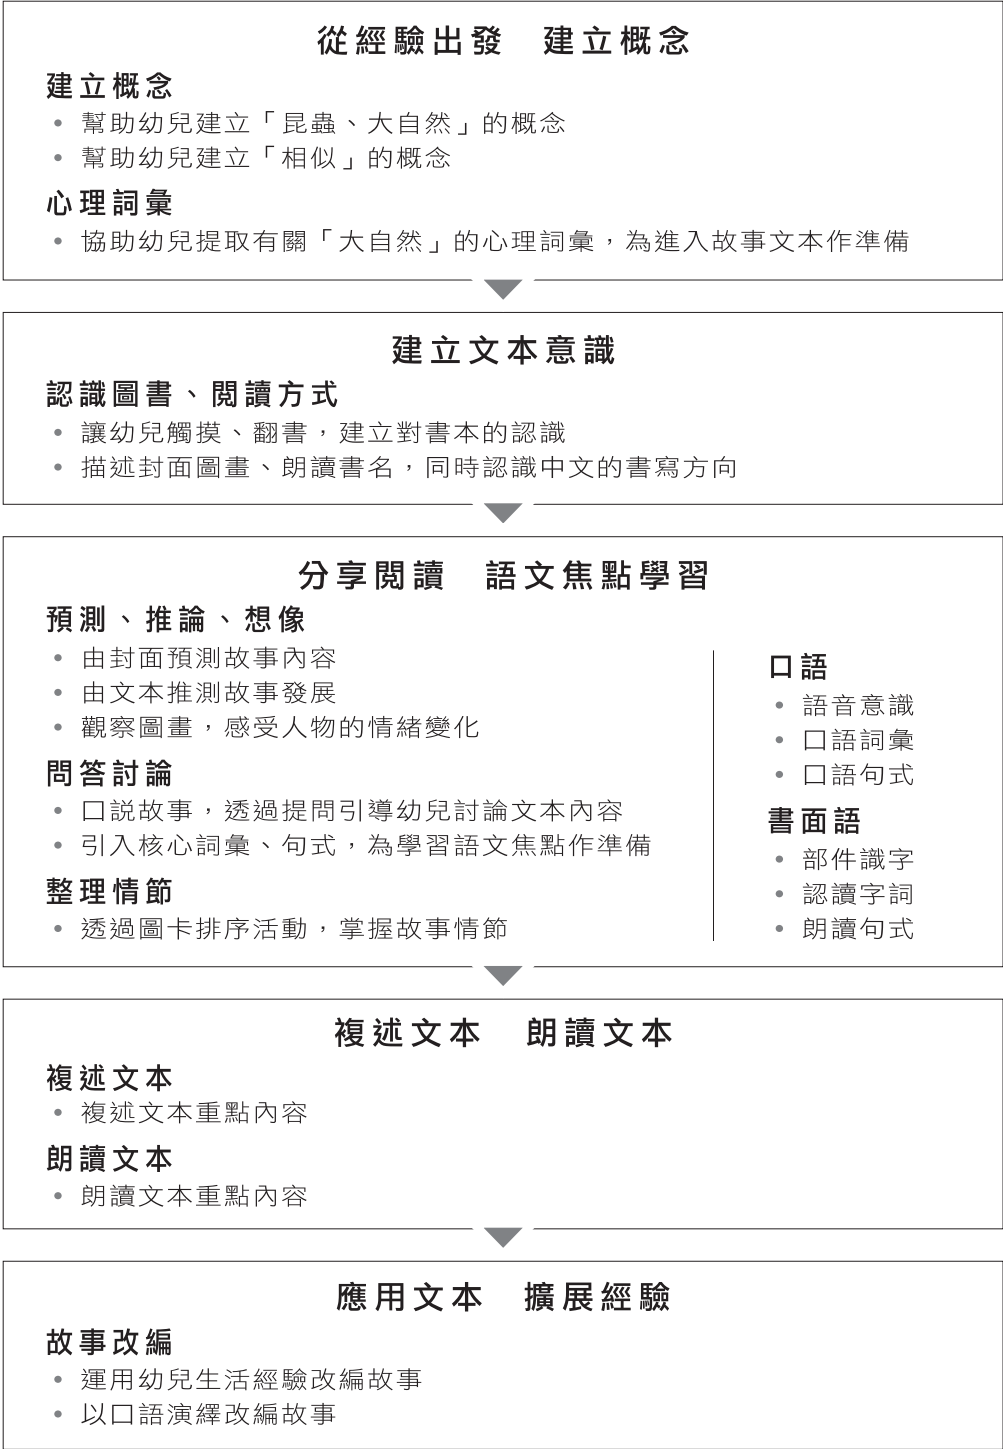 從經驗出發　建立概念
建立概念
• 幫助幼兒建立「昆蟲、大自然」的概念
• 幫助幼兒建立「相似」的概念
心理詞彙
• 協助幼兒提取有關「大自然」的心理詞彙，為進入故事文本作準備
建立文本意識
認識圖書、閱讀方式
• 讓幼兒觸摸、翻書，建立對書本的認識
• 描述封面圖畫、朗讀書名，同時認識中文的書寫方向
分享閱讀　語文焦點學習
預測、推論、想像
• 由封面預測故事內容
• 由文本推測故事發展
• 觀察圖畫，感受人物的情緒變化
問答討論
• 口說故事，透過提問引導幼兒討論文本內容
• 引入核心詞彙、句式，為學習語文焦點作準備
整理情節
• 透過圖卡排序活動，掌握故事情節
口語
• 語音意識
• 口語詞彙
• 口語句式
書面語
• 部件識字
• 認讀字詞
• 朗讀句式
複述文本　朗讀文本
複述文本
• 複述文本重點內容
朗讀文本
• 朗讀文本重點內容
應用文本　擴展經驗
故事改編
• 運用幼兒生活經驗改編故事
• 以口語演繹改編故事